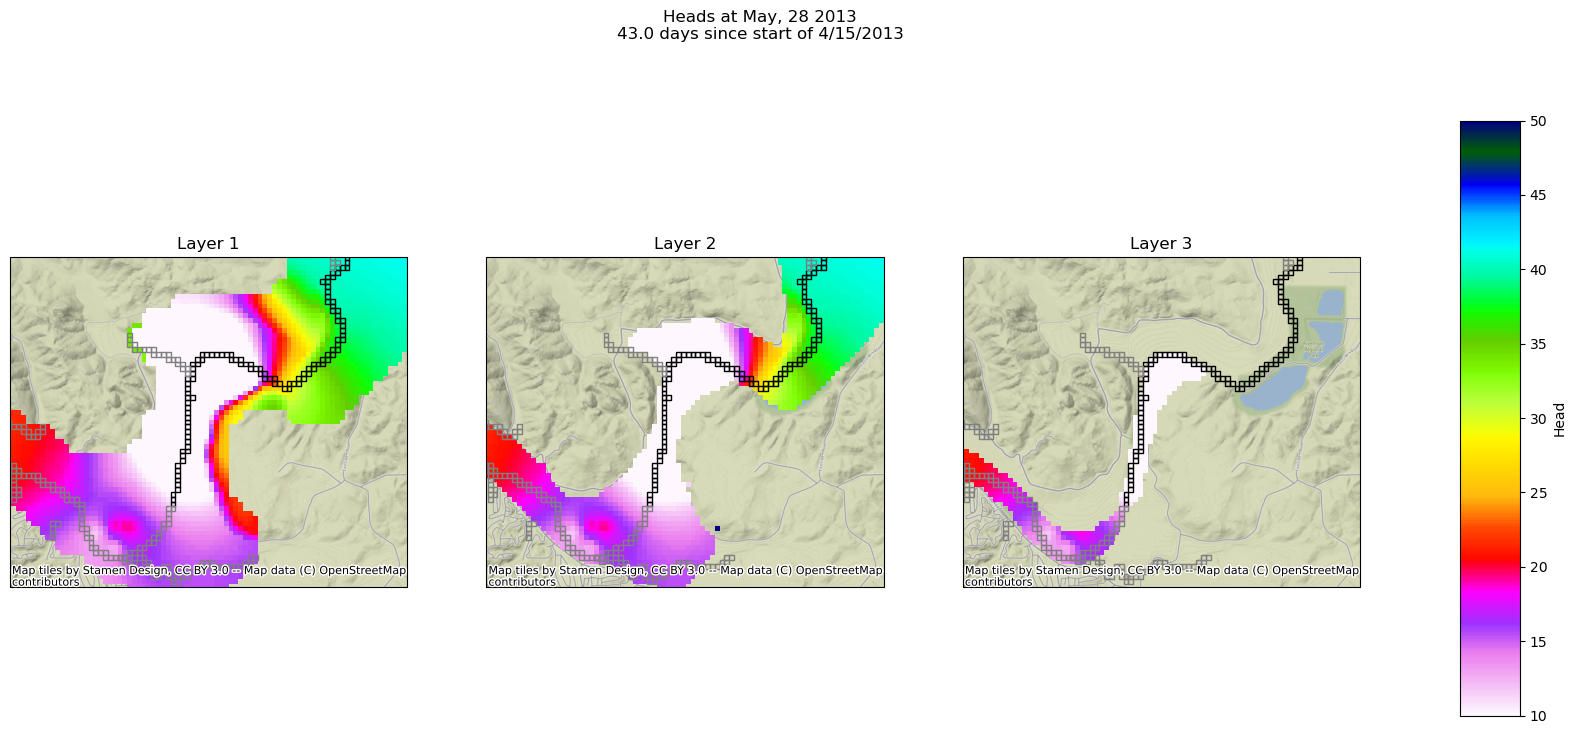 Heads at May, 28 2013
43.0 days since start of 4/15/2013
Layer 1
Layer 2
Layer 3
Map tiles by Stamen Design, CC BY 3.0 -- Map data (C) OpenStreetMap
contributors
Map tiles by Stamen Design, CC BY 3.0 -- Map data (C) OpenStreetMap
contributors
Map tiles by Stamen Design, CC BY 3.0 -- Map data (C) OpenStreetMap
contributors
50
45
40
35
30
25
20
15
10
Head